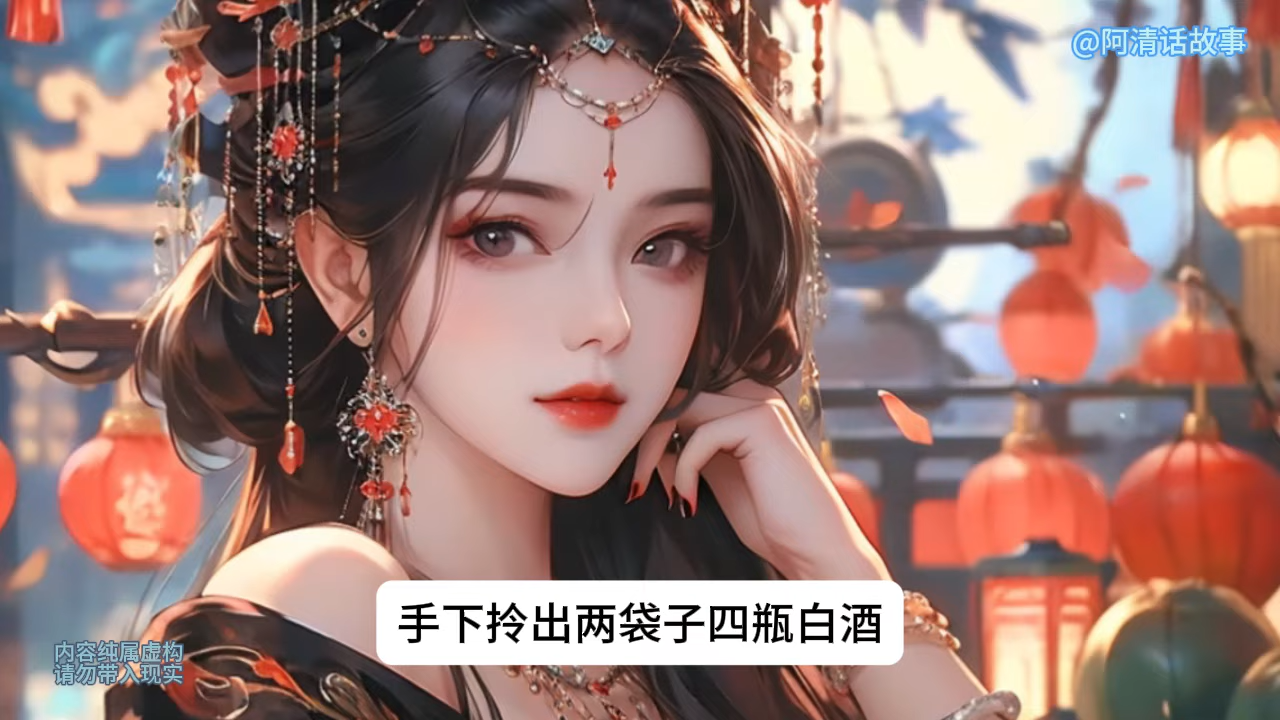 @阿清话故事
手下拎出两袋子四瓶白酒
内容纯属虚构
请勿带入现实